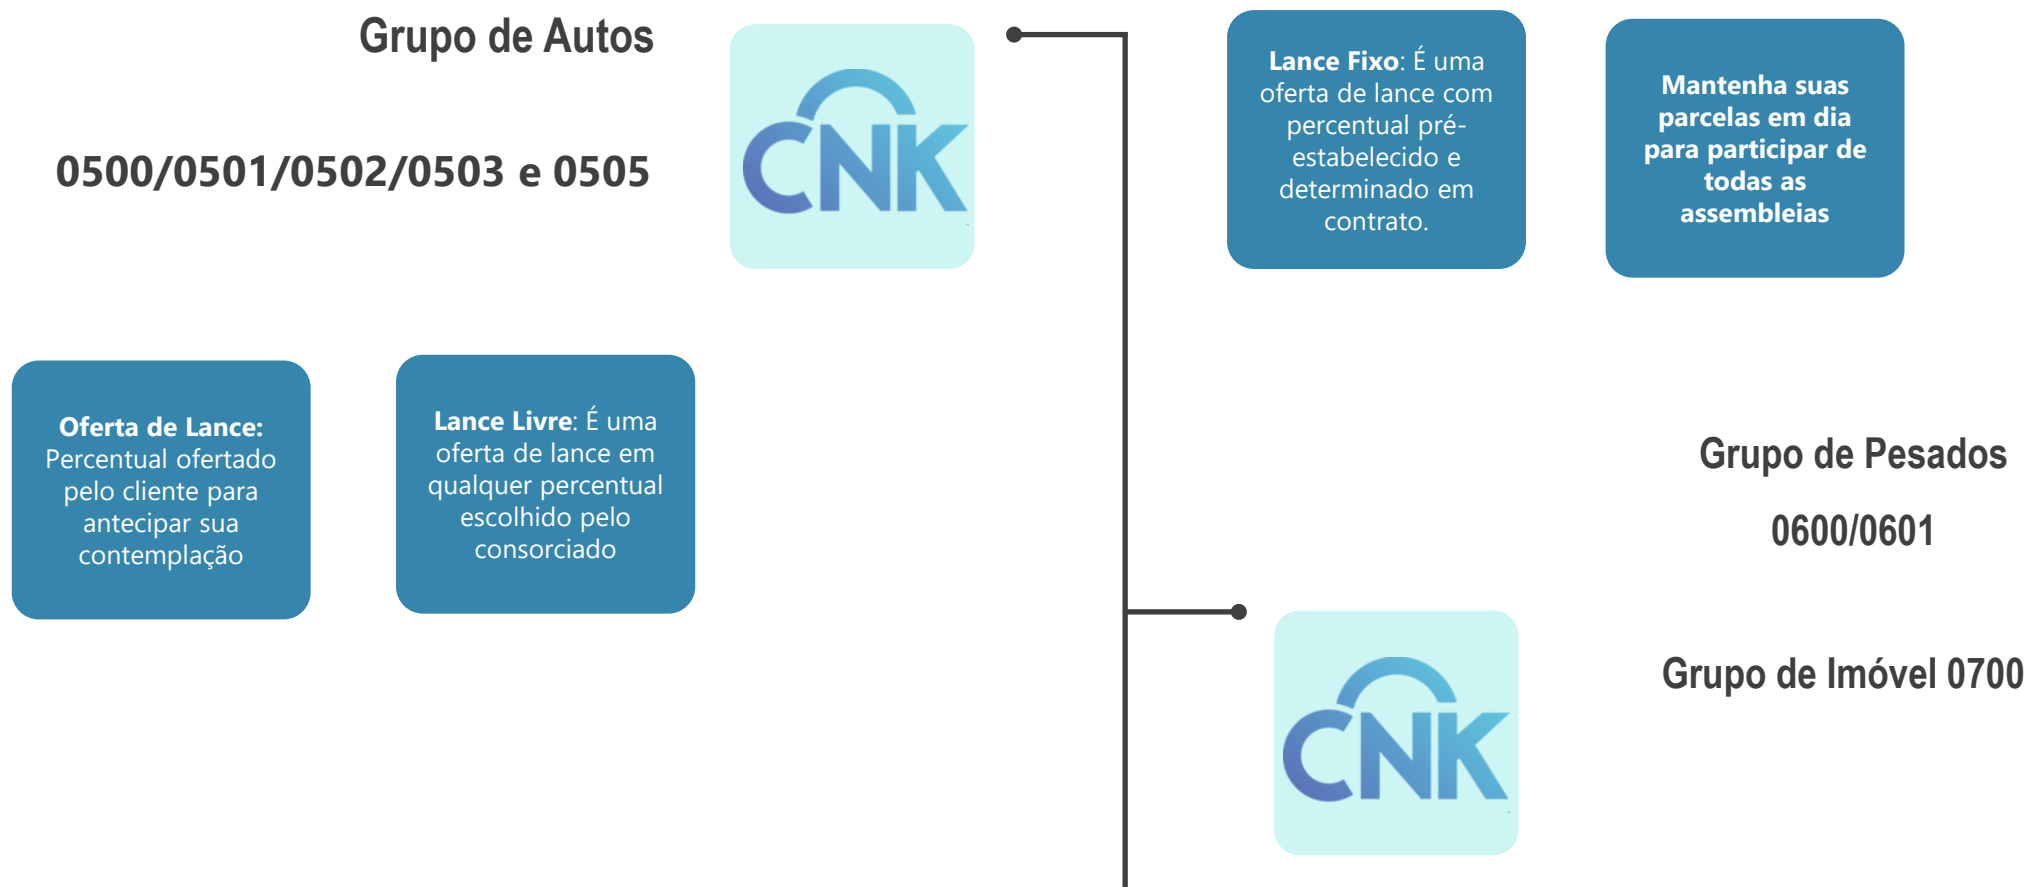 Grupo de Autos
0500/0501/0502/0503 e 0505
CNK
Lance Fixo: É uma
oferta de lance com
percentual pré-
estabelecido e
determinado em
contrato.
Mantenha suas
parcelas em dia
para participar de
todas as
assembleias
Oferta de Lance:
Percentual ofertado
pelo cliente para
antecipar sua
contemplação
Lance Livre: É uma
oferta de lance em
qualquer percentual
escolhido pelo
consorciado
Grupo de Pesados
0600/0601
Grupo de Imóvel 0700
CNK